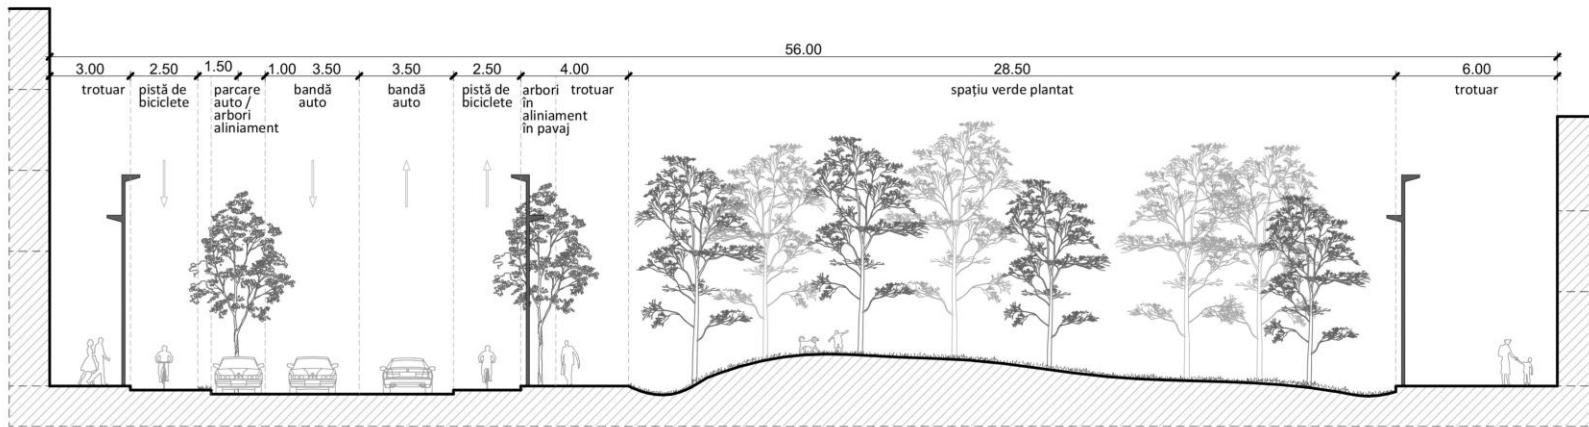 56.00
3.00 2.50 1.50 1.00 3.50 3.50 2.50 4.00 28.50 6.00
trotuar
pistă de
biciclete
parcare
auto /
arbori
aliniament
bandă
auto
bandă
auto
pistă de
biciclete
arbori
în
aliniament
în pavaj
trotuar
spațiu verde plantat
trotuar